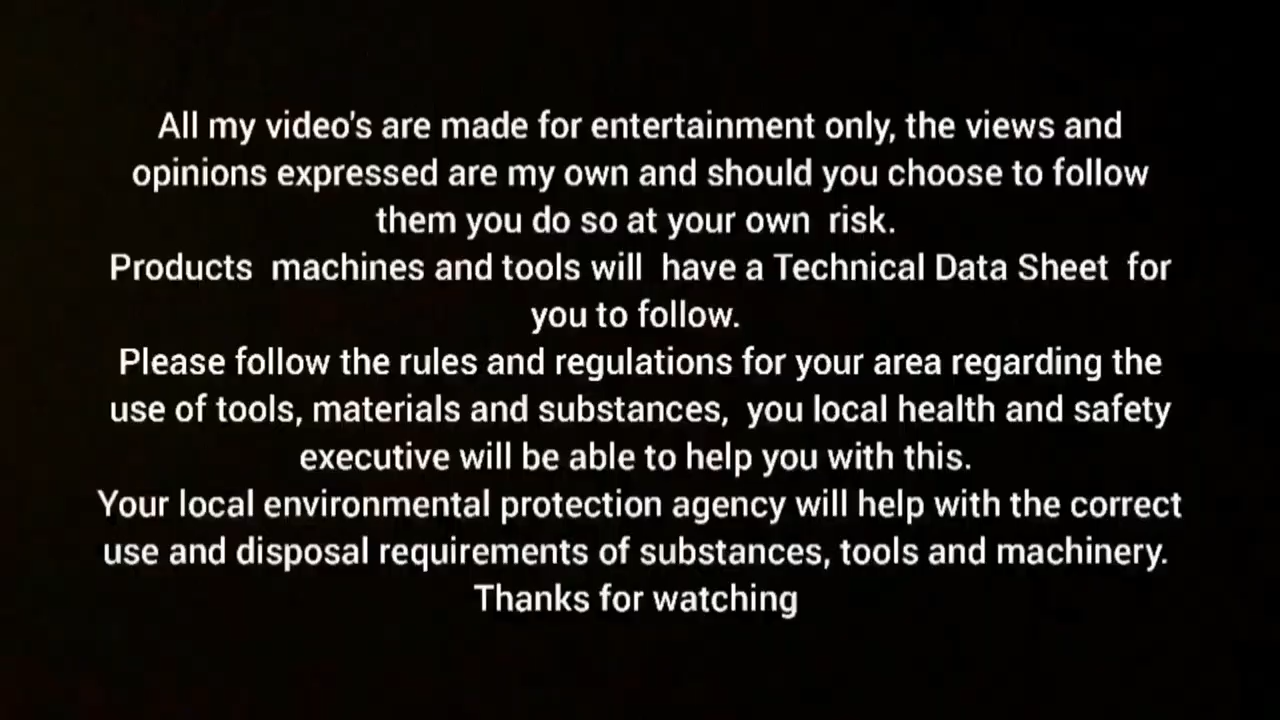 All my video's are made for entertainment only, the views and
opinions expressed are my own and should you choose to follow
them you do so at your own  risk.
Products  machines and tools will  have a Technical Data Sheet  for
you to follow.
Please follow the rules and regulations for your area regarding the
use of tools, materials and substances,  you local health and safety
executive will be able to help you with this.
Your local environmental protection agency will help with the correct
use and disposal requirements of substances, tools and machinery.
Thanks for watching